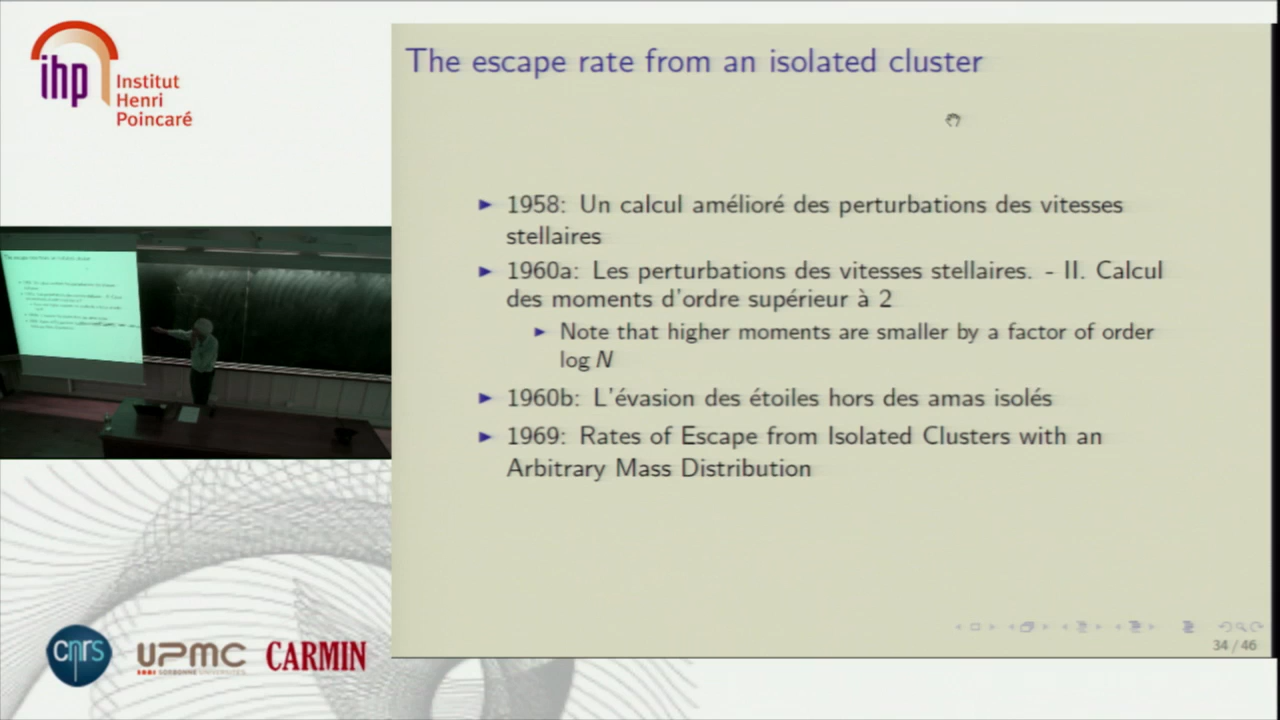 ihp
Institut
Henri
Poincaré
The escape rate from an isolated cluster
1958: Un calcul amélioré des perturbations des vitesses
stellaires
1960a: Les perturbations des vitesses stellaires. - II. Calcul
des moments d'ordre supérieur à 2
Note that higher moments are smaller by a factor of order
log N
1960b: L'évasion des étoiles hors des amas isolés
1969: Rates of Escape from Isolated Clusters with an
Arbitrary Mass Distribution
34 / 46
cnrs
UPMC
SORBONNE UNIVERSITÉS
CARMIN